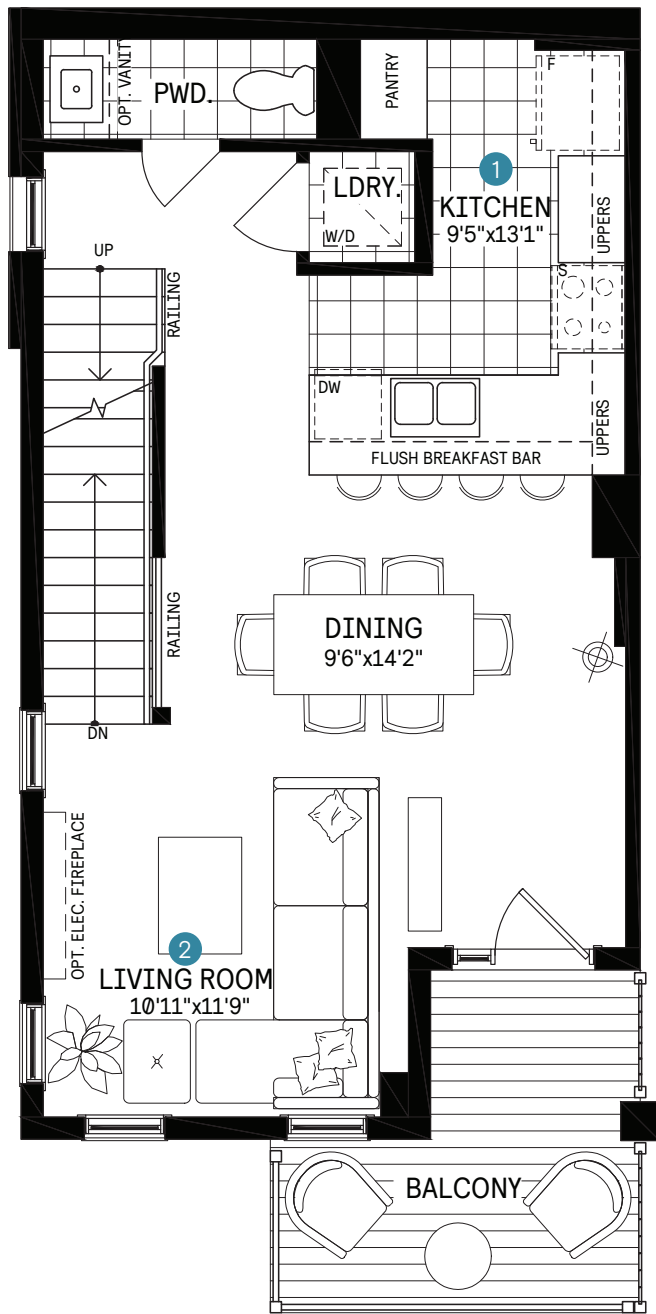 OPT. VANITY
PWD.
PANTRY
F
1
LDRY.
KITCHEN
9'5"x13'1"
W/D
UPPERS
UP
S
RAILING
DW
UPPERS
FLUSH BREAKFAST BAR
DINING
9'6"x14'2"
RAILING
DN
OPT. ELEC. FIREPLACE
2
LIVING ROOM
10'11"x11'9"
BALCONY